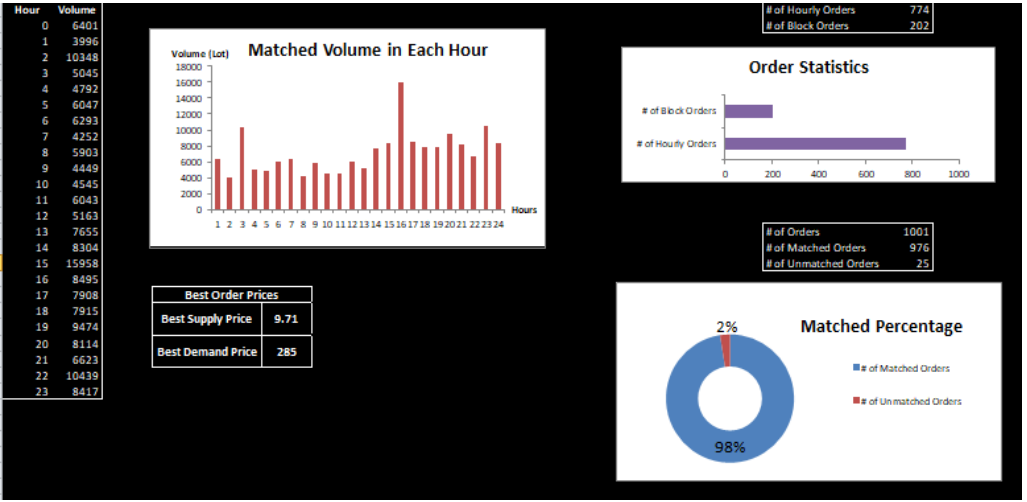 Hour Volume
0 6401
1 3996
2 10348
3 5045
4 4792
5 6047
6 6293
7 4252
8 5903
9 4449
10 4545
11 6043
12 5163
13 7655
14 8304
15 15958
16 8495
17 7908
18 7915
19 9474
20 8114
21 6623
22 10439
23 8417
Volume (Lot)
Matched Volume in Each Hour
18000
16000
14000
12000
10000
8000
6000
4000
2000
0
Hours
1 2 3 4 5 6 7 8 9 10 11 12 13 14 15 16 17 18 19 20 21 22 23 24
Best Order Prices
Best Supply Price 9.71
Best Demand Price 285
# of Hourly Orders 774
# of Block Orders 202
Order Statistics
# of Block Orders
# of Hourly Orders
0 200 400 600 800 1000
# of Orders 1001
# of Matched Orders 976
# of Unmatched Orders 25
Matched Percentage
2%
# of Matched Orders
# of Unmatched Orders
98%